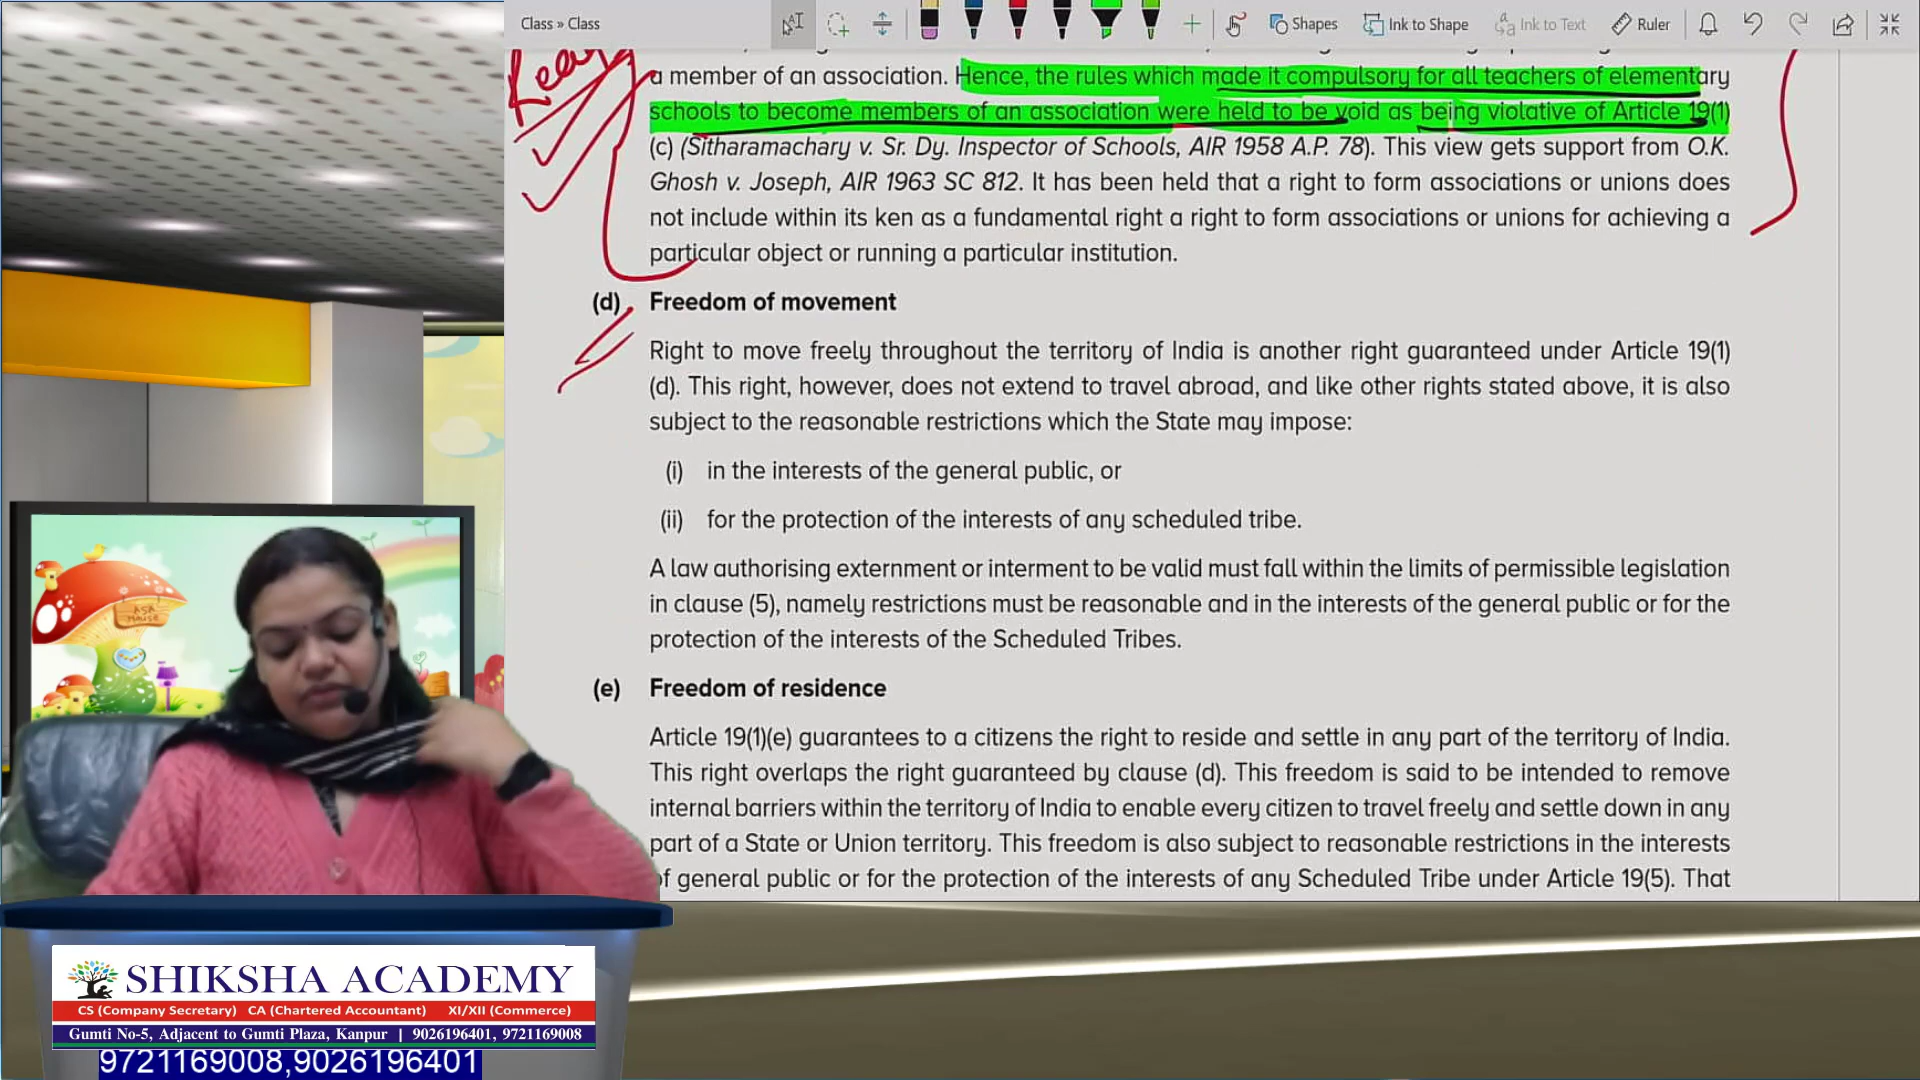 Class » Class
Shapes
Ink to Shape
Ink to Text
Ruler
Read
a member of an association. Hence, the rules which made it compulsory for all teachers of elementary
schools to become members of an association were held to be void as being violative of Article 19(1)
(c) (Sitharamachary v. Sr. Dy. Inspector of Schools, AIR 1958 A.P. 78). This view gets support from O.K.
Ghosh v. Joseph, AIR 1963 SC 812. It has been held that a right to form associations or unions does
not include within its ken as a fundamental right a right to form associations or unions for achieving a
particular object or running a particular institution.
(d) Freedom of movement
Right to move freely throughout the territory of India is another right guaranteed under Article 19(1)
(d). This right, however, does not extend to travel abroad, and like other rights stated above, it is also
subject to the reasonable restrictions which the State may impose:
(i) in the interests of the general public, or
(ii) for the protection of the interests of any scheduled tribe.
A law authorising externment or interment to be valid must fall within the limits of permissible legislation
in clause (5), namely restrictions must be reasonable and in the interests of the general public or for the
protection of the interests of the Scheduled Tribes.
(e) Freedom of residence
Article 19(1)(e) guarantees to a citizens the right to reside and settle in any part of the territory of India.
This right overlaps the right guaranteed by clause (d). This freedom is said to be intended to remove
internal barriers within the territory of India to enable every citizen to travel freely and settle down in any
part of a State or Union territory. This freedom is also subject to reasonable restrictions in the interests
of general public or for the protection of the interests of any Scheduled Tribe under Article 19(5). That
SHIKSHA ACADEMY
CS (Company Secretary) CA (Chartered Accountant) XI/XII (Commerce)
Gumti No-5, Adjacent to Gumti Plaza, Kanpur | 9026196401, 9721169008
9721169008,9026196401